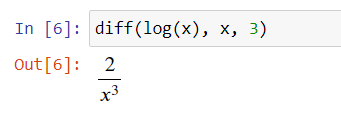 In [6]: diff(log(x), x, 3)
Out[6]: 2
x³